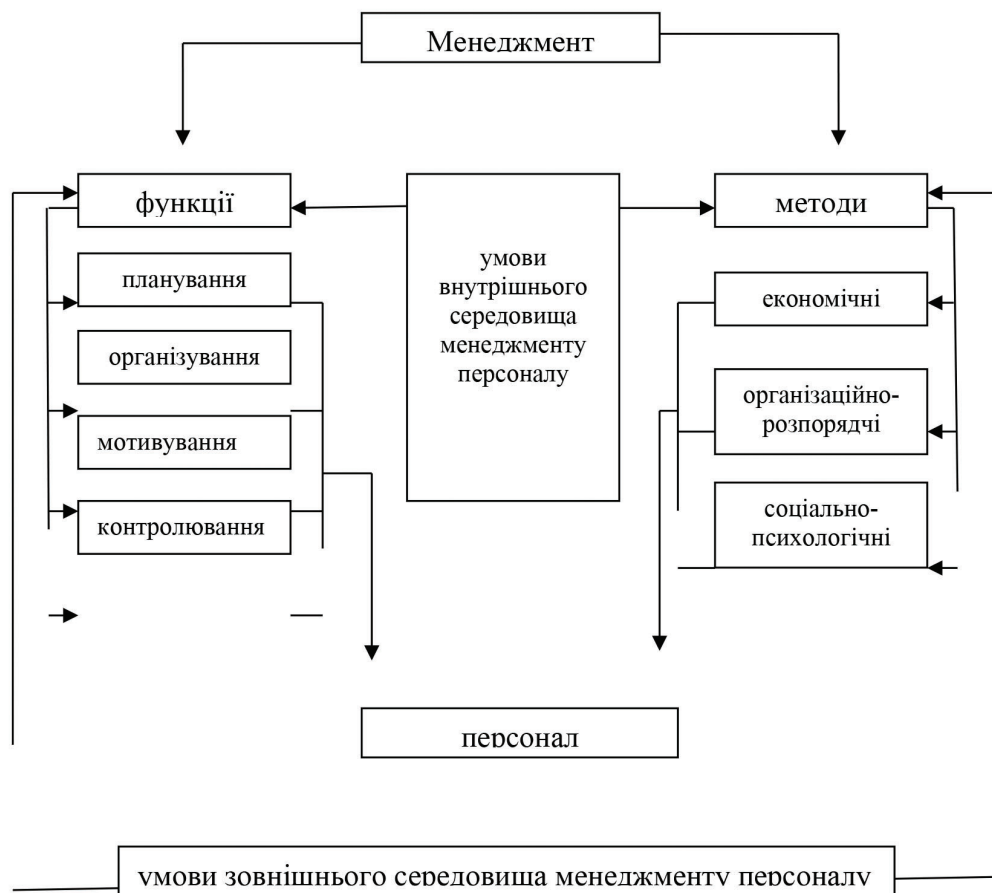 Менеджмент
функції
методи
умови
внутрішнього
середовища
менеджменту
персоналу
планування
організування
мотивування
контролювання
економічні
організаційно-
розпорядчі
соціально-
психологічні
персонал
умови зовнішнього середовища менеджменту персоналу